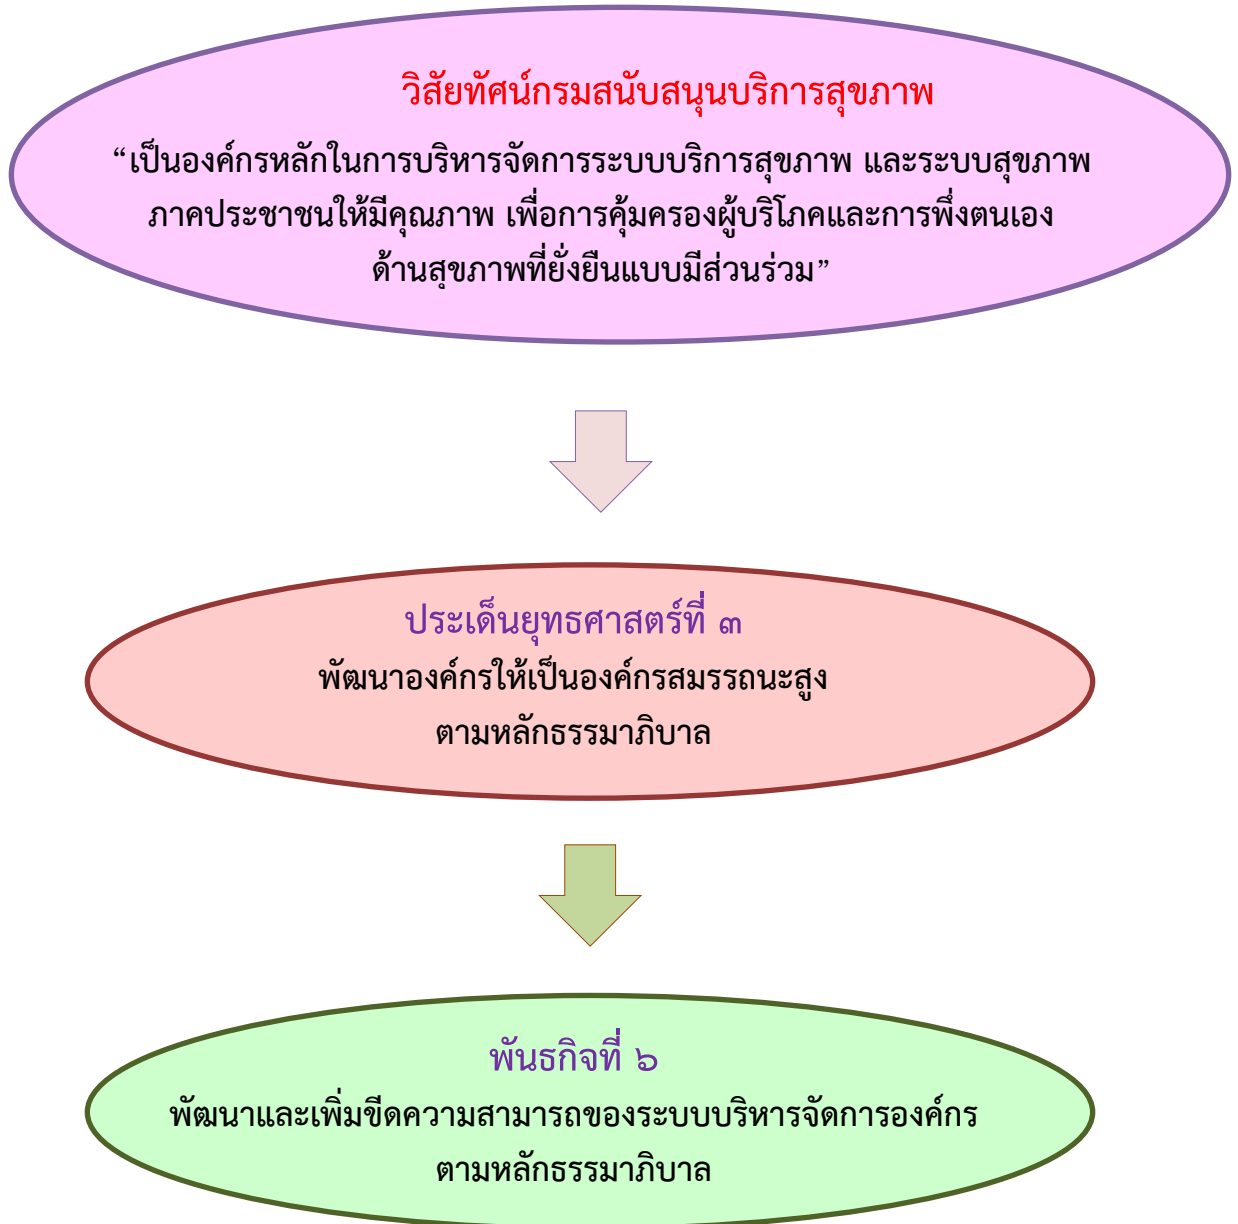 วิสัยทัศน์กรมสนับสนุนบริการสุขภาพ
“เป็นองค์กรหลักในการบริหารจัดการระบบบริการสุขภาพ และระบบสุขภาพ
ภาคประชาชนให้มีคุณภาพ เพื่อการคุ้มครองผู้บริโภคและการพึ่งตนเอง
ด้านสุขภาพที่ยั่งยืนแบบมีส่วนร่วม”
ประเด็นยุทธศาสตร์ที่ ๓
พัฒนาองค์กรให้เป็นองค์กรสมรรถนะสูง
ตามหลักธรรมาภิบาล
พันธกิจที่ ๖
พัฒนาและเพิ่มขีดความสามารถของระบบบริหารจัดการองค์กร
ตามหลักธรรมาภิบาล